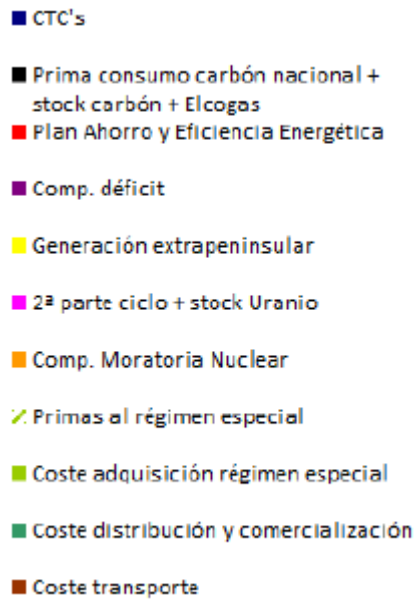 CTC's
Prima consumo carbón nacional +
stock carbón + Elcogas
Plan Ahorro y Eficiencia Energética
Comp. déficit
Generación extrapeninsular
2ª parte ciclo + stock Uranio
Comp. Moratoria Nuclear
Primas al régimen especial
Coste adquisición régimen especial
Coste distribución y comercialización
Coste transporte